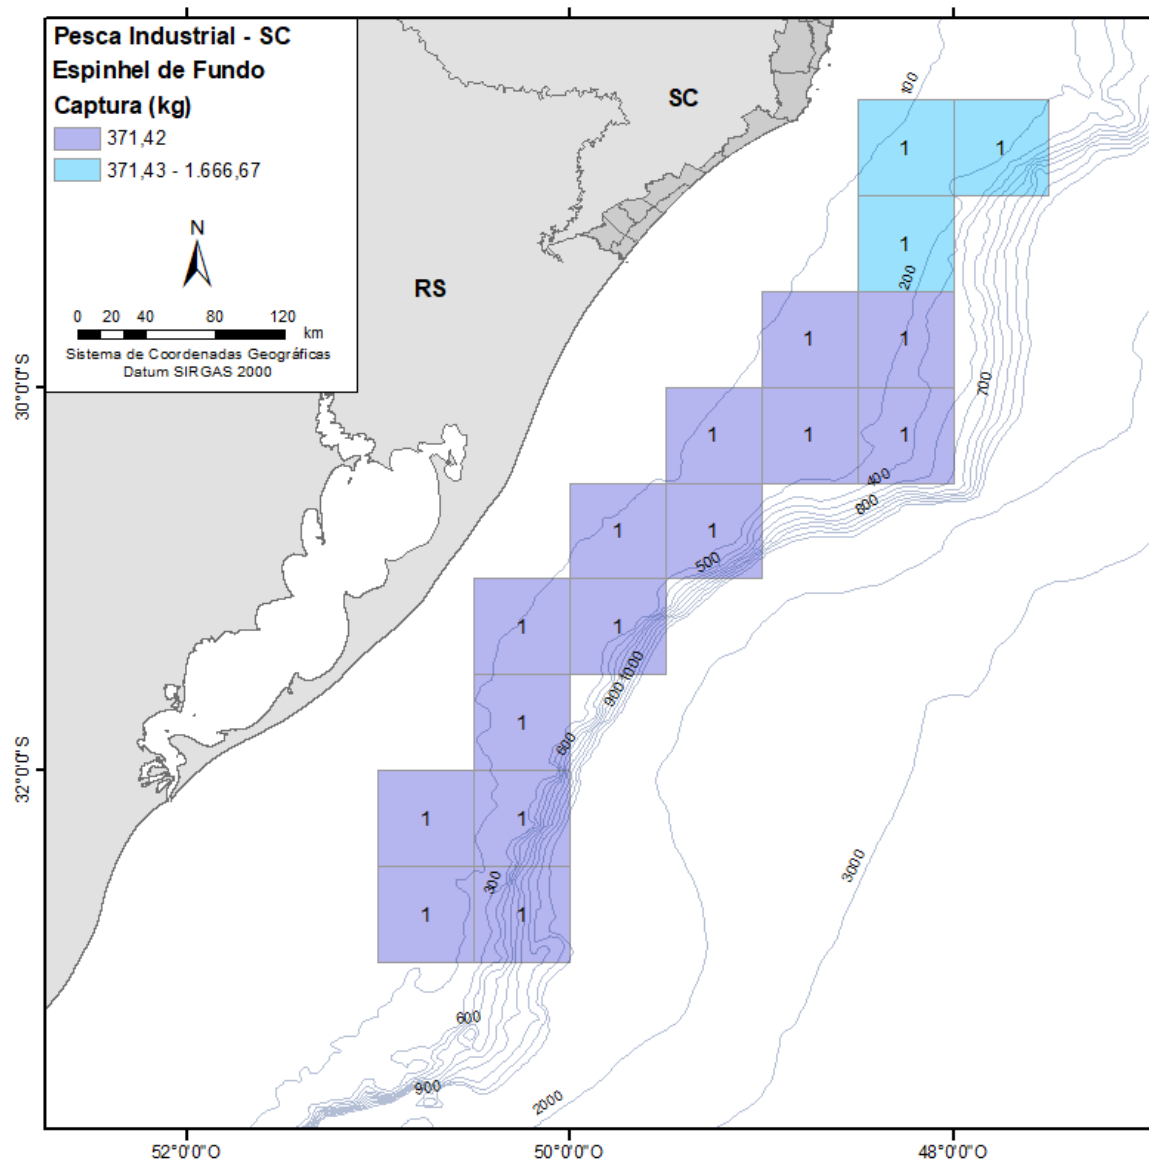 Pesca Industrial - SC
Espinhel de Fundo
Captura (kg)
371,42
371,43 - 1.666,67
N
0 20 40 80 120
km
Sistema de Coordenadas Geográficas
Datum SIRGAS 2000
SC
RS
100
1 1
1
200
1 1
700
1 1 1
400
800
1 1
500
1 1
1000
900
1
600
1 1
300
1 1
3000
600
900
2000
30°0'0"S
32°0'0"S
52°0'0"O 50°0'0"O 48°0'0"O